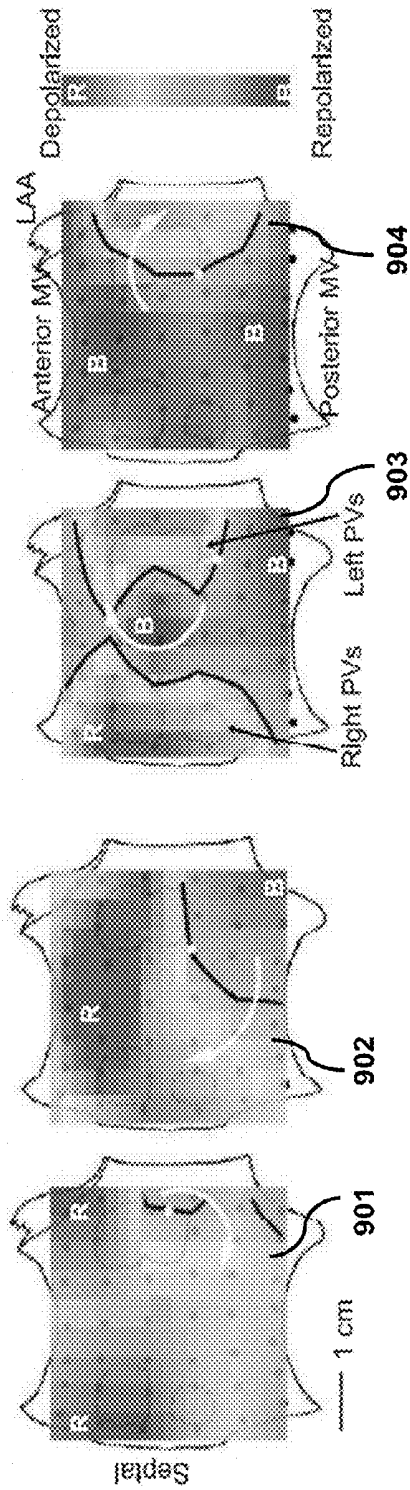 Septal
R
R
901
1 cm
R
B
902
R
B
B
903
Right PVs
Left PVs
Anterior MV
LAA
B
B
Posterior MV
904
Depolarized
R
B
Repolarized